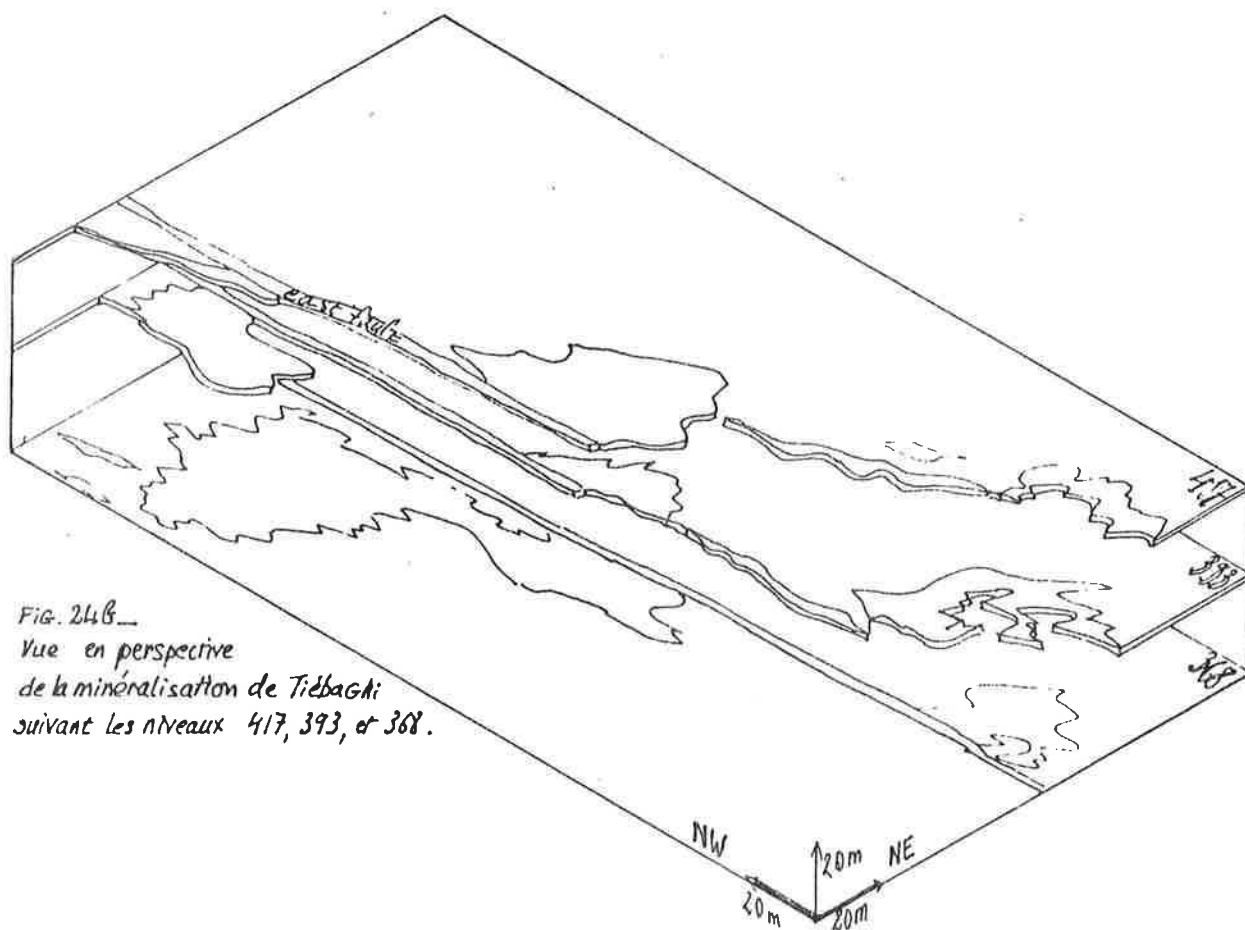 east fault
417
393
368
FIG. 24B_
Vue en perspective
de la minéralisation de Tiébaghi
suivant les niveaux 417, 393, et 368.
NW
NE
20m
20m
20m